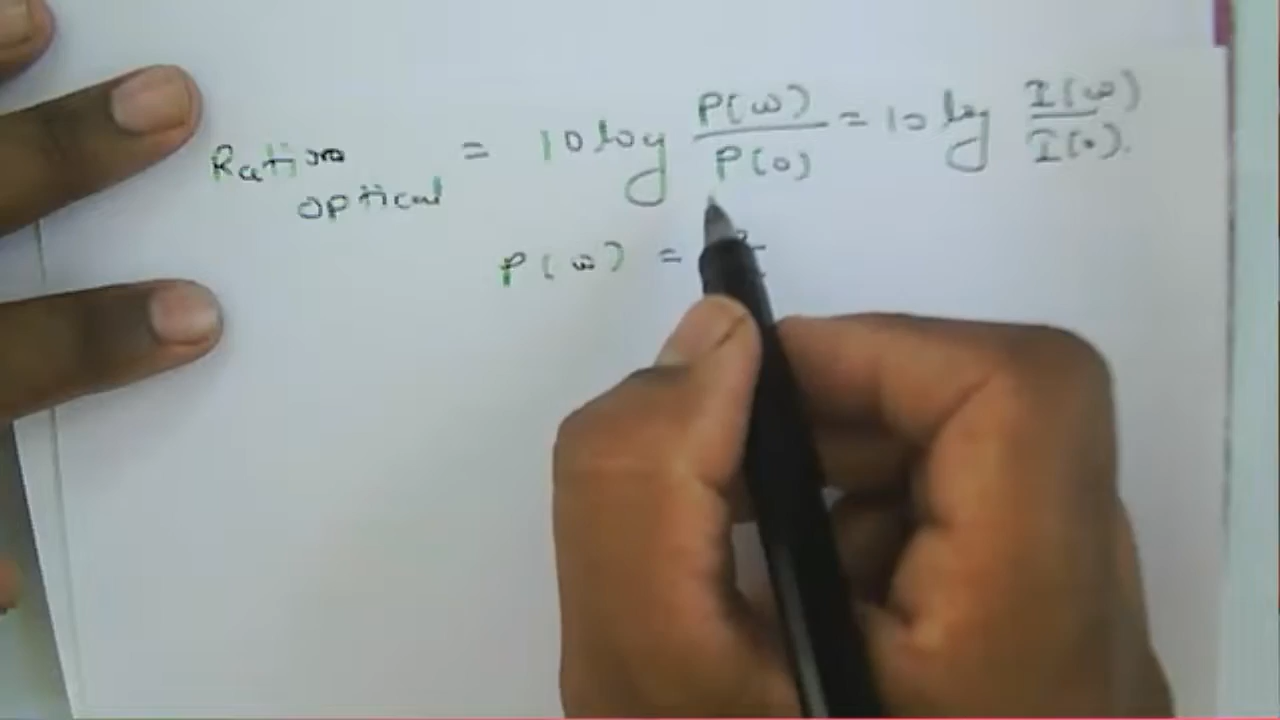 Ratio = 10 log P(ω)/P(0) = 10 log I(ω)/I(0).
optical
P(ω) =